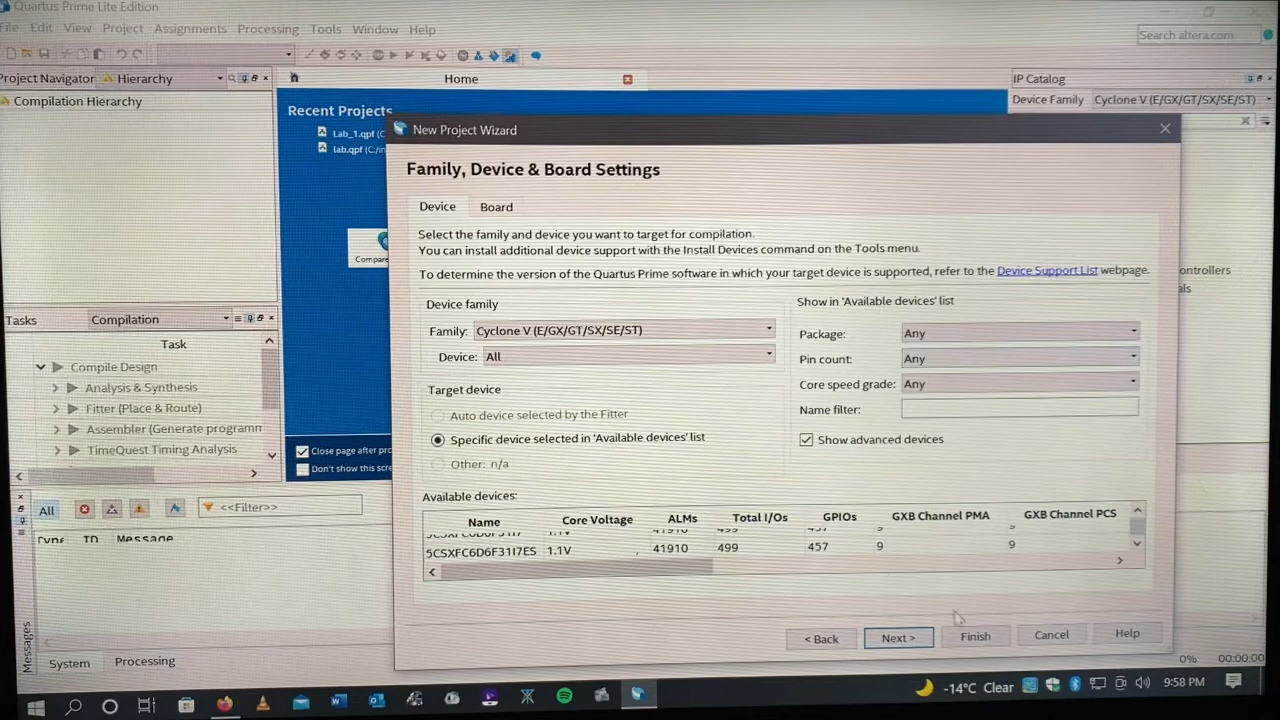 Quartus Prime Lite Edition
File Edit View Project Assignments Processing Tools Window Help
Search altera.com
Project Navigator Hierarchy
Home
IP Catalog
Compilation Hierarchy
Device Family Cyclone V (E/GX/GT/SX/SE/ST)
Recent Projects
Lab_1.qpf (C
lab.qpf (C:/in
Compare
New Project Wizard
Family, Device & Board Settings
Device Board
Select the family and device you want to target for compilation.
You can install additional device support with the Install Devices command on the Tools menu.
To determine the version of the Quartus Prime software in which your target device is supported, refer to the Device Support List webpage.
ontrollers
als
Device family
Family: Cyclone V (E/GX/GT/SX/SE/ST)
Device: All
Show in 'Available devices' list
Package: Any
Pin count: Any
Core speed grade: Any
Name filter:
Show advanced devices
Target device
Auto device selected by the Fitter
Specific device selected in 'Available devices' list
Other: n/a
Available devices:
Name Core Voltage ALMs Total I/Os GPIOs GXB Channel PMA GXB Channel PCS
5CSXFC6D6F31I7ES 1.1V 41910 499 457 9 9
< Back Next > Finish Cancel Help
Tasks Compilation
Task
Compile Design
Analysis & Synthesis
Fitter (Place & Route)
Assembler (Generate programm
TimeQuest Timing Analysis
Close page after pro
Don't show this scre
All <<Filter>>
Type ID Message
Messages
System Processing
0% 00:00:00
-14°C Clear 9:58 PM